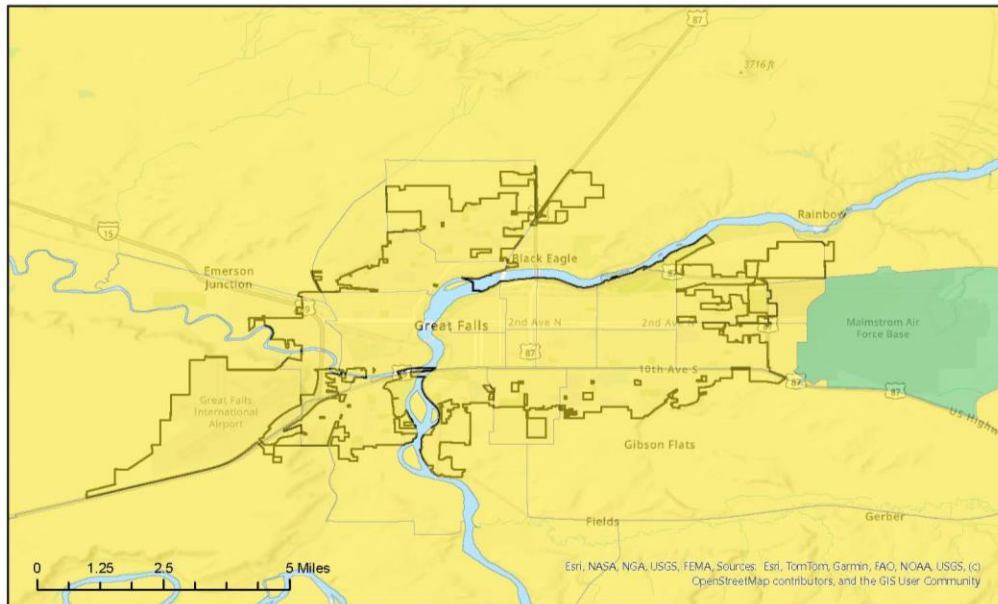 87
3716 ft
Rainbow
15
Emerson
Junction
Black Eagle
87
Great Falls
2nd Ave N
2nd Ave N
87
Malmstrom Air
Force Base
87
10th Ave S
87
87
US Highw
Great Falls
International
Airport
Gibson Flats
Fields
Gerber
0 1.25 2.5 5 Miles
Esri, NASA, NGA, USGS, FEMA, Sources: Esri, TomTom, Garmin, FAO, NOAA, USGS, (c)
OpenStreetMap contributors, and the GIS User Community